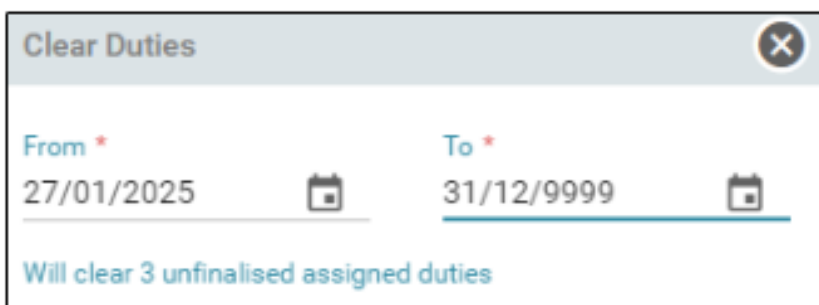 Clear Duties
From * To *
27/01/2025 31/12/9999
Will clear 3 unfinalised assigned duties